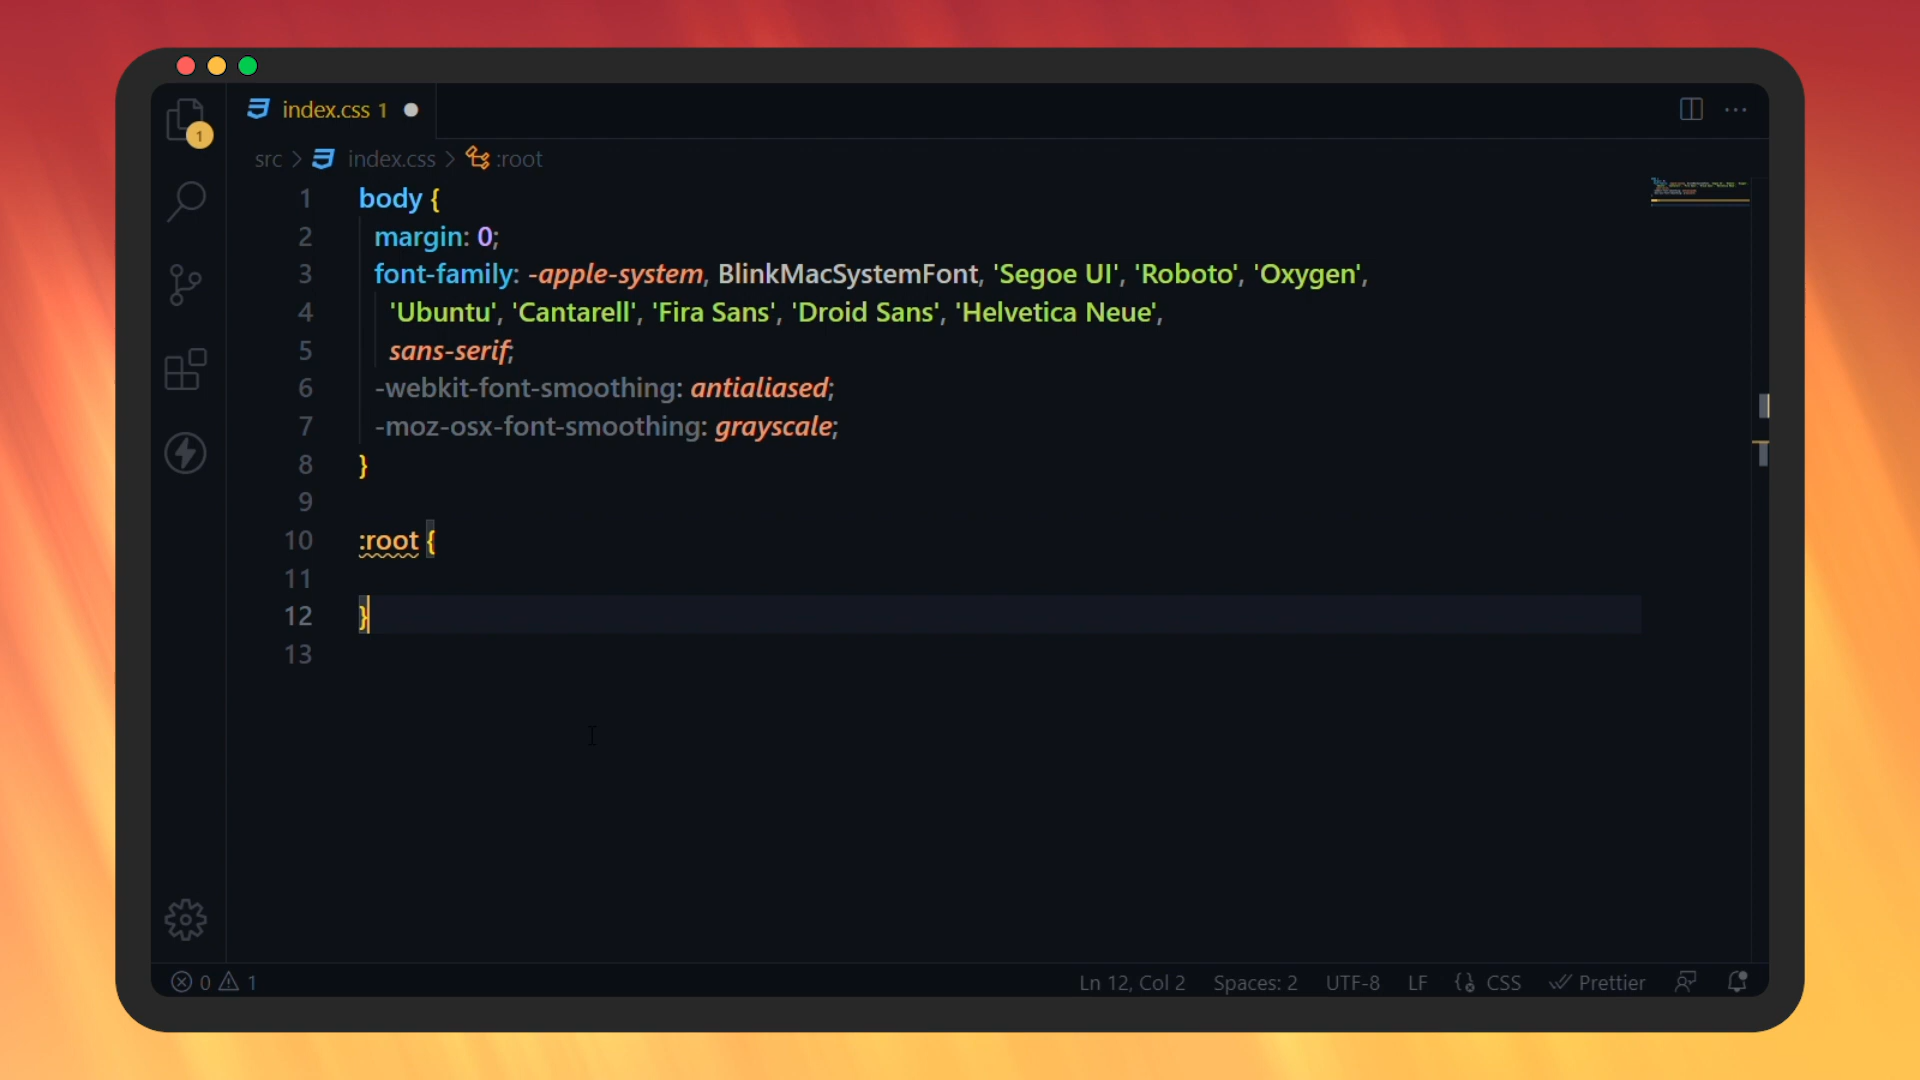 index.css 1
1
src > index.css > :root
1 body {
2 margin: 0;
3 font-family: -apple-system, BlinkMacSystemFont, 'Segoe UI', 'Roboto', 'Oxygen',
4 'Ubuntu', 'Cantarell', 'Fira Sans', 'Droid Sans', 'Helvetica Neue',
5 sans-serif;
6 -webkit-font-smoothing: antialiased;
7 -moz-osx-font-smoothing: grayscale;
8 }
9
10 :root {
11
12 }
13
0 1 Ln 12, Col 2 Spaces: 2 UTF-8 LF CSS Prettier